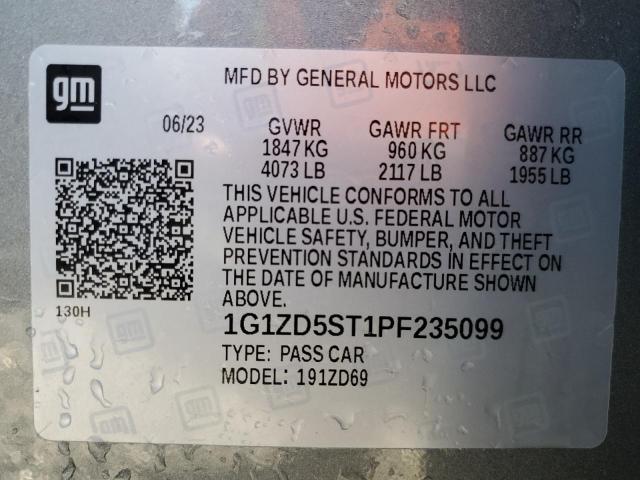 gm
MFD BY GENERAL MOTORS LLC
06/23 GVWR GAWR FRT GAWR RR
1847 KG 960 KG 887 KG
4073 LB 2117 LB 1955 LB
THIS VEHICLE CONFORMS TO ALL
APPLICABLE U.S. FEDERAL MOTOR
VEHICLE SAFETY, BUMPER, AND THEFT
PREVENTION STANDARDS IN EFFECT ON
THE DATE OF MANUFACTURE SHOWN
ABOVE.
130H
1G1ZD5ST1PF235099
TYPE: PASS CAR
MODEL: 191ZD69